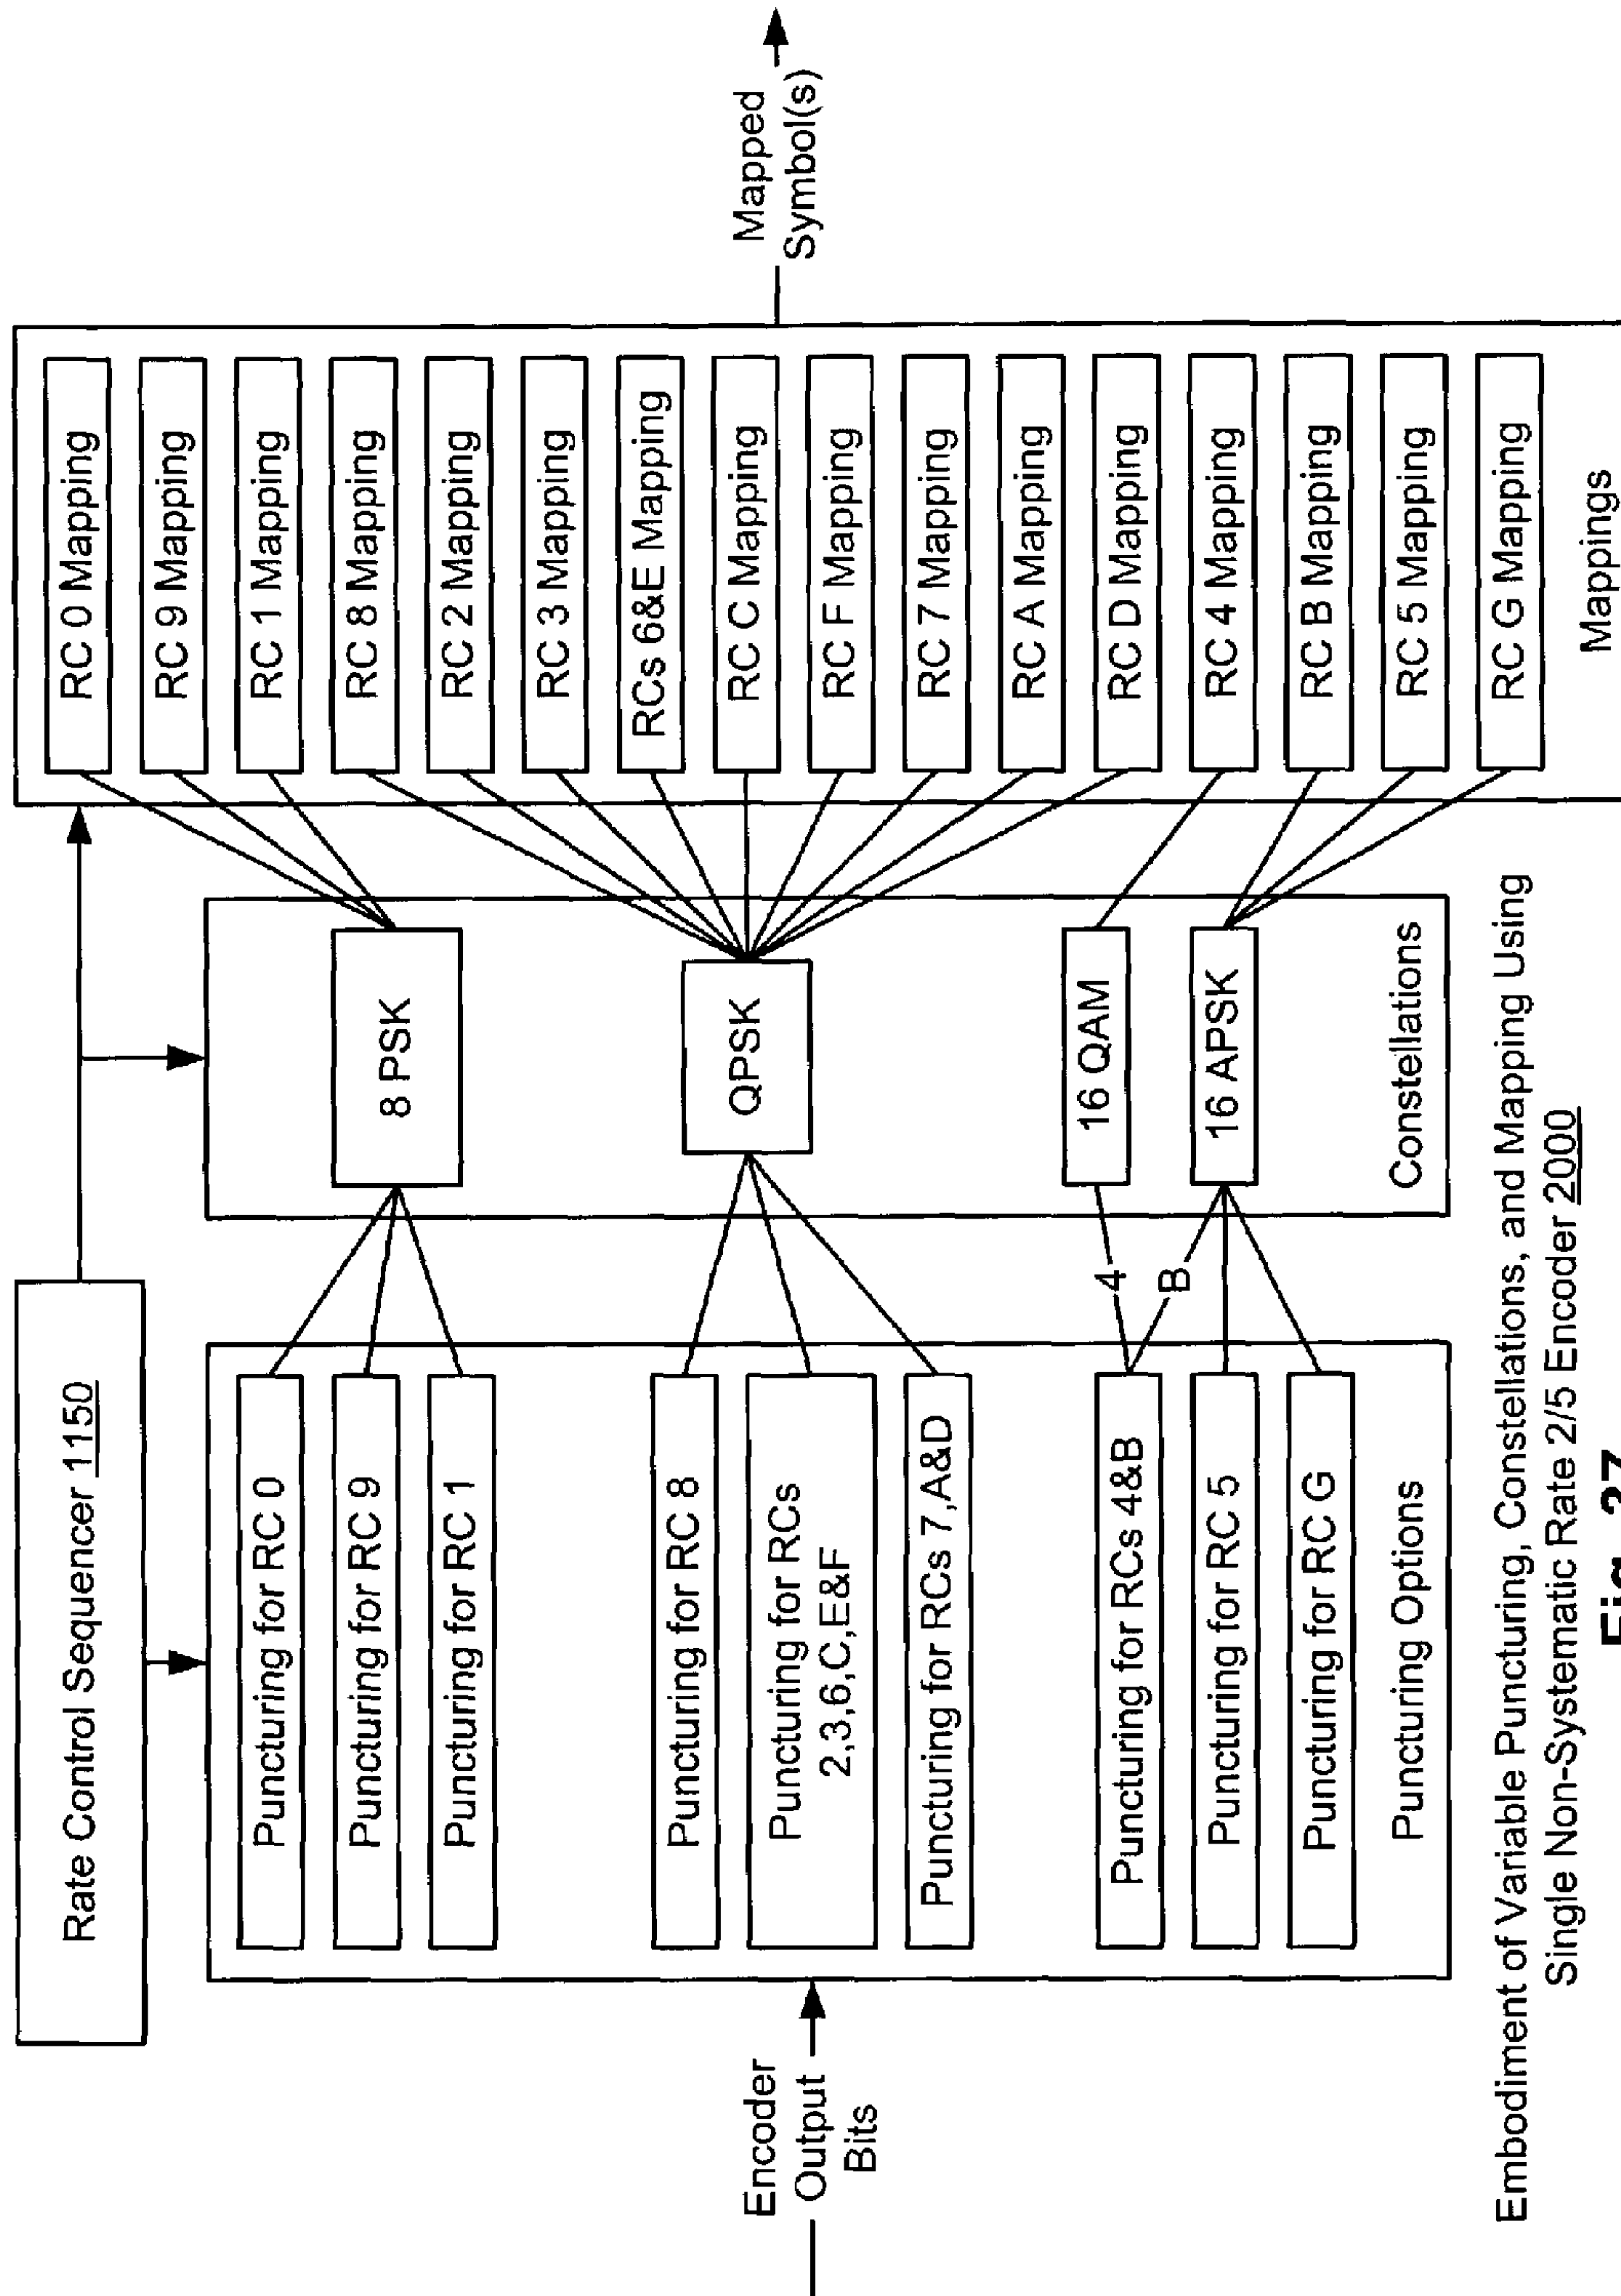 Rate Control Sequencer 1150
Encoder
Output
Bits
Puncturing for RC 0
Puncturing for RC 9
Puncturing for RC 1
Puncturing for RC 8
Puncturing for RCs
2,3,6,C,E&F
Puncturing for RCs 7,A&D
Puncturing for RCs 4&B
Puncturing for RC 5
Puncturing for RC G
Puncturing Options
4
B
8 PSK
QPSK
16 QAM
16 APSK
Constellations
RC 0 Mapping
RC 9 Mapping
RC 1 Mapping
RC 8 Mapping
RC 2 Mapping
RC 3 Mapping
RCs 6&E Mapping
RC C Mapping
RC F Mapping
RC 7 Mapping
RC A Mapping
RC D Mapping
RC 4 Mapping
RC B Mapping
RC 5 Mapping
RC G Mapping
Mappings
Mapped
Symbol(s)
Embodiment of Variable Puncturing, Constellations, and Mapping Using
Single Non-Systematic Rate 2/5 Encoder 2000